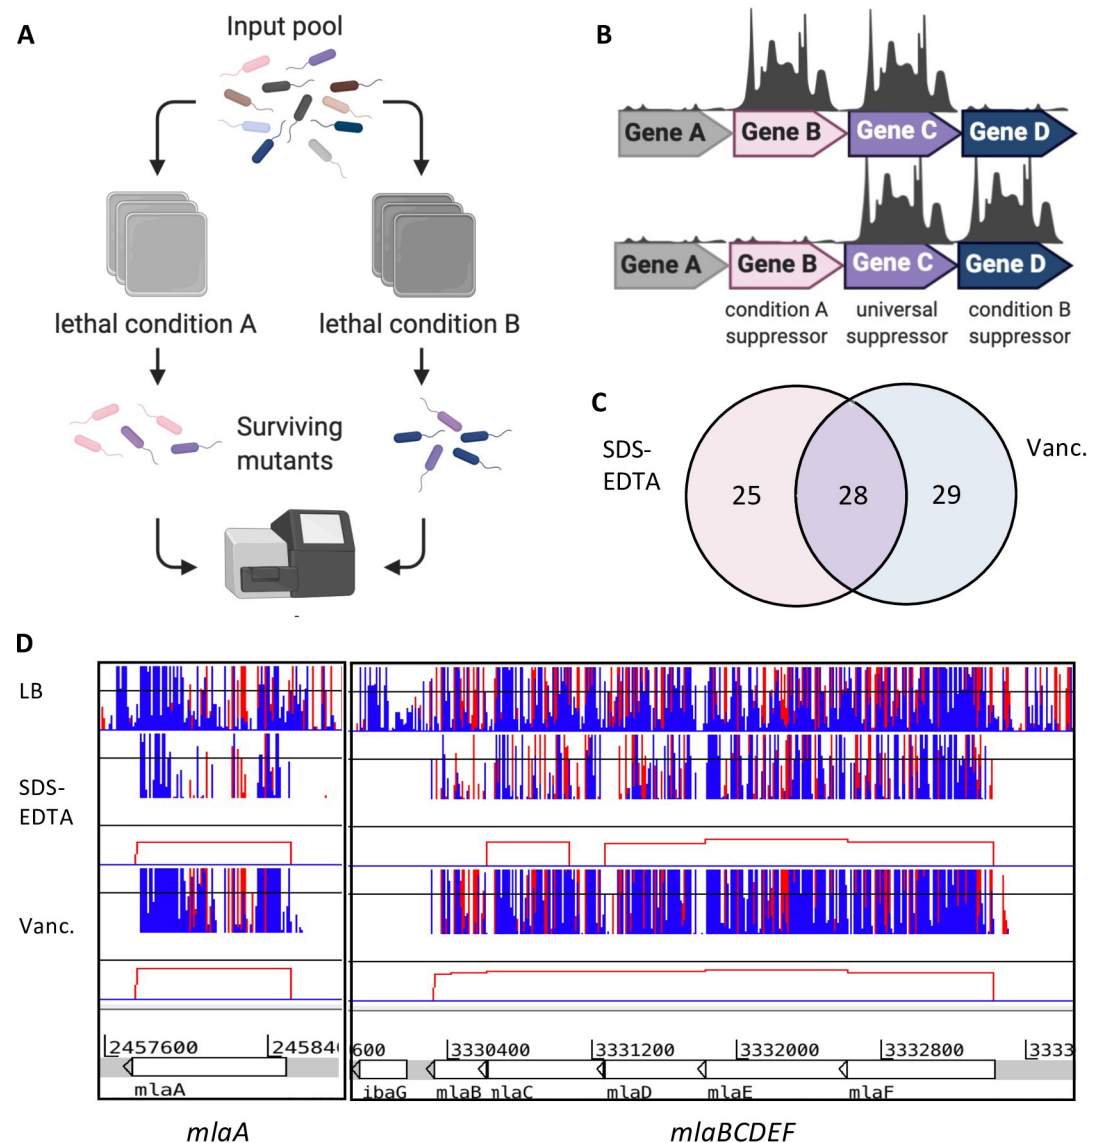 A
Input pool
lethal condition A
lethal condition B
Surviving
mutants
B
Gene A
Gene B
Gene C
Gene D
Gene A
Gene B
Gene C
Gene D
condition A
suppressor
universal
suppressor
condition B
suppressor
C
SDS-
EDTA
25
28
29
Vanc.
D
LB
SDS-
EDTA
Vanc.
2457600
245840
600
3330400
3331200
3332000
3332800
3333
mlaA
ibaG
mlaB
mlaC
mlaD
mlaE
mlaF
mlaA
mlaBCDEF